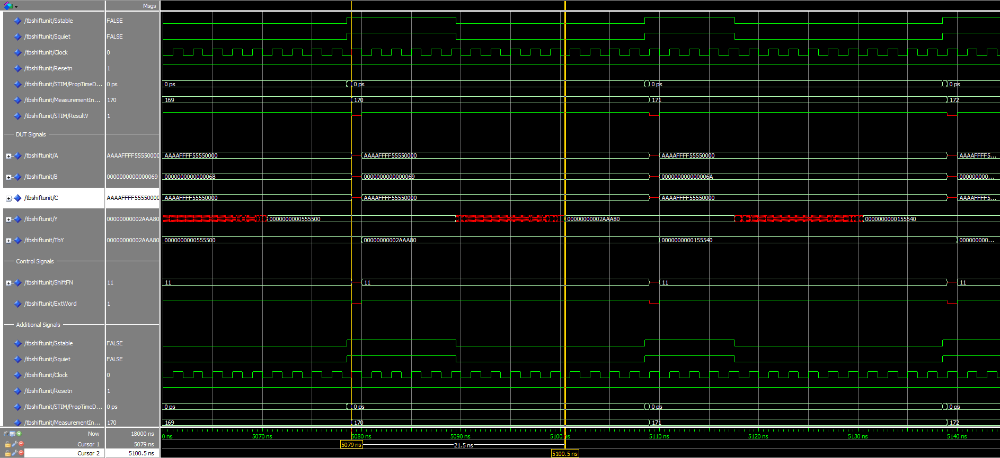 Msgs
/tbshiftunit/Sstable FALSE
/tbshiftunit/Squiet FALSE
/tbshiftunit/Clock 0
/tbshiftunit/Resetn 1
/tbshiftunit/STIM/PropTimeD... 0 ps 0 ps 0 ps 0 ps 0 ps
/tbshiftunit/MeasurementIn... 170 169 170 171 172
/tbshiftunit/STIM/ResultV 1
DUT Signals
/tbshiftunit/A AAAAFFFF55550000 AAAAFFFF55550000 AAAAFFFF55550000 AAAAFFFF55550000 AAAAFFFF5...
/tbshiftunit/B 0000000000000069 0000000000000068 0000000000000069 000000000000006A 000000000...
/tbshiftunit/C AAAAFFFF55550000 AAAAFFFF55550000 AAAAFFFF55550000 AAAAFFFF55550000 AAAAFFFF5...
/tbshiftunit/Y 00000000002AAA80 0000000000555500 00000000002AAA80 0000000000155540
/tbshiftunit/TbY 00000000002AAA80 0000000000555500 00000000002AAA80 0000000000155540 000000000...
Control Signals
/tbshiftunit/ShiftFN 11 11 11 11 11
/tbshiftunit/ExtWord 1
Additional Signals
/tbshiftunit/Sstable FALSE
/tbshiftunit/Squiet FALSE
/tbshiftunit/Clock 0
/tbshiftunit/Resetn 1
/tbshiftunit/STIM/PropTimeD... 0 ps 0 ps 0 ps 0 ps 0 ps
/tbshiftunit/MeasurementIn... 170 169 170 171 172
Now 18000 ns 0 ns 5070 ns 5080 ns 5090 ns 5100 ns 5110 ns 5120 ns 5130 ns 5140 ns
Cursor 1 5079 ns 5079 ns 21.5 ns
Cursor 2 5100.5 ns 5100.5 ns